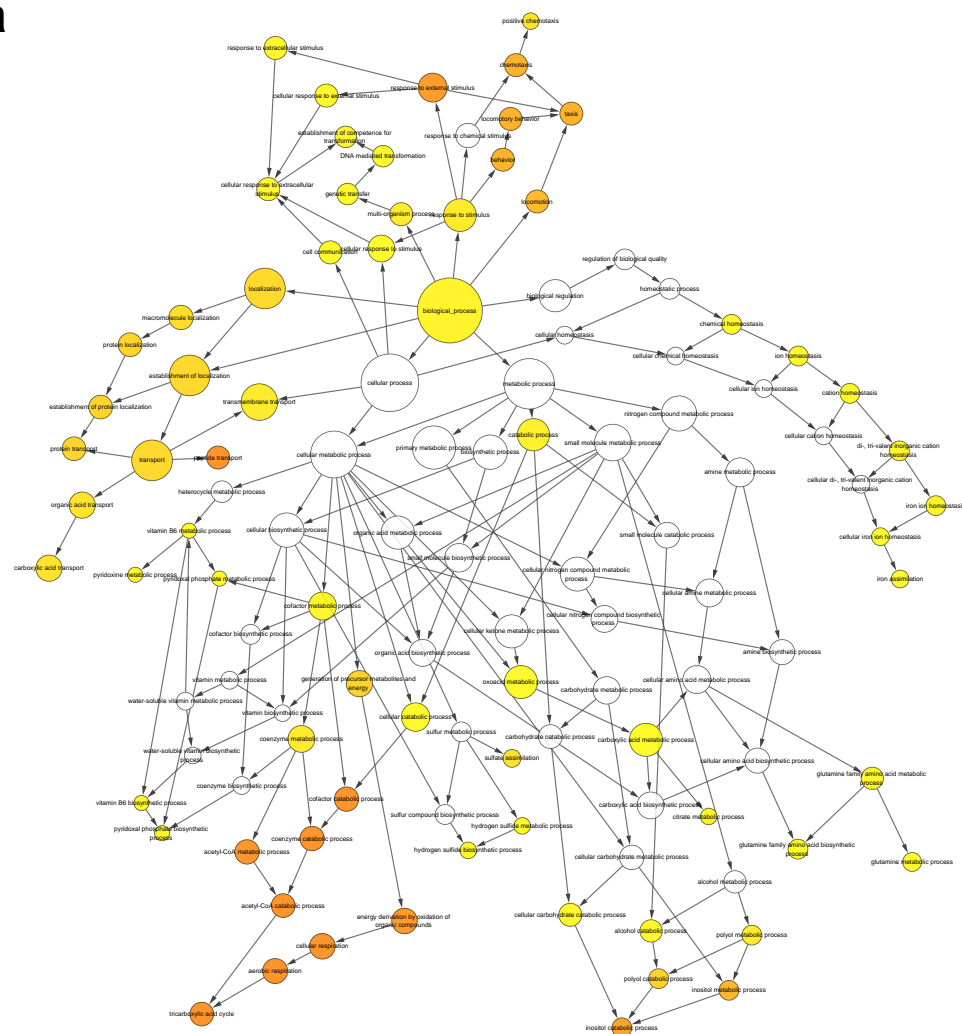 a
positive chemotaxis
response to extracellular stimulus
chemotaxis
response to external stimulus
cellular response to external stimulus
locomotory behavior
taxis
establishment of competence for
transformation
response to chemical stimulus
DNA mediated transformation
behavior
cellular response to extracellular
stimulus
genetic transfer
locomotion
multi-organism process
response to stimulus
cell communication
cellular response to stimulus
regulation of biological quality
localization
biological regulation
homeostatic process
macromolecule localization
biological_process
chemical homeostasis
cellular homeostasis
protein localization
cellular chemical homeostasis
ion homeostasis
establishment of localization
cellular process
metabolic process
cellular ion homeostasis
cation homeostasis
establishment of protein localization
transmembrane transport
nitrogen compound metabolic process
catabolic process
cellular cation homeostasis
protein transport
primary metabolic process
biosynthetic process
small molecule metabolic process
di-, tri-valent inorganic cation
homeostasis
transport
peptide transport
cellular metabolic process
amine metabolic process
cellular di-, tri-valent inorganic cation
homeostasis
heterocycle metabolic process
organic acid transport
iron ion homeostasis
vitamin B6 metabolic process
cellular biosynthetic process
organic acid metabolic process
small molecule catabolic process
cellular iron ion homeostasis
small molecule biosynthetic process
carboxylic acid transport
pyridoxine metabolic process
pyridoxal phosphate metabolic process
cellular nitrogen compound metabolic
process
iron assimilation
cellular amine metabolic process
cofactor metabolic process
cellular nitrogen compound biosynthetic
process
cofactor biosynthetic process
cellular ketone metabolic process
organic acid biosynthetic process
amine biosynthetic process
vitamin metabolic process
generation of precursor metabolites and
energy
oxoacid metabolic process
cellular amino acid metabolic process
carbohydrate metabolic process
water-soluble vitamin metabolic process
vitamin biosynthetic process
cellular catabolic process
sulfur metabolic process
carbohydrate catabolic process
carboxylic acid metabolic process
coenzyme metabolic process
water-soluble vitamin biosynthetic
process
sulfate assimilation
cellular amino acid biosynthetic process
glutamine family amino acid metabolic
process
coenzyme biosynthetic process
vitamin B6 biosynthetic process
cofactor catabolic process
carboxylic acid biosynthetic process
sulfur compound biosynthetic process
citrate metabolic process
pyridoxal phosphate biosynthetic
process
hydrogen sulfide metabolic process
coenzyme catabolic process
acetyl-CoA metabolic process
hydrogen sulfide biosynthetic process
glutamine family amino acid biosynthetic
process
cellular carbohydrate metabolic process
glutamine metabolic process
alcohol metabolic process
acetyl-CoA catabolic process
energy derivation by oxidation of
organic compounds
cellular carbohydrate catabolic process
alcohol catabolic process
polyol metabolic process
cellular respiration
aerobic respiration
polyol catabolic process
inositol metabolic process
tricarboxylic acid cycle
inositol catabolic process